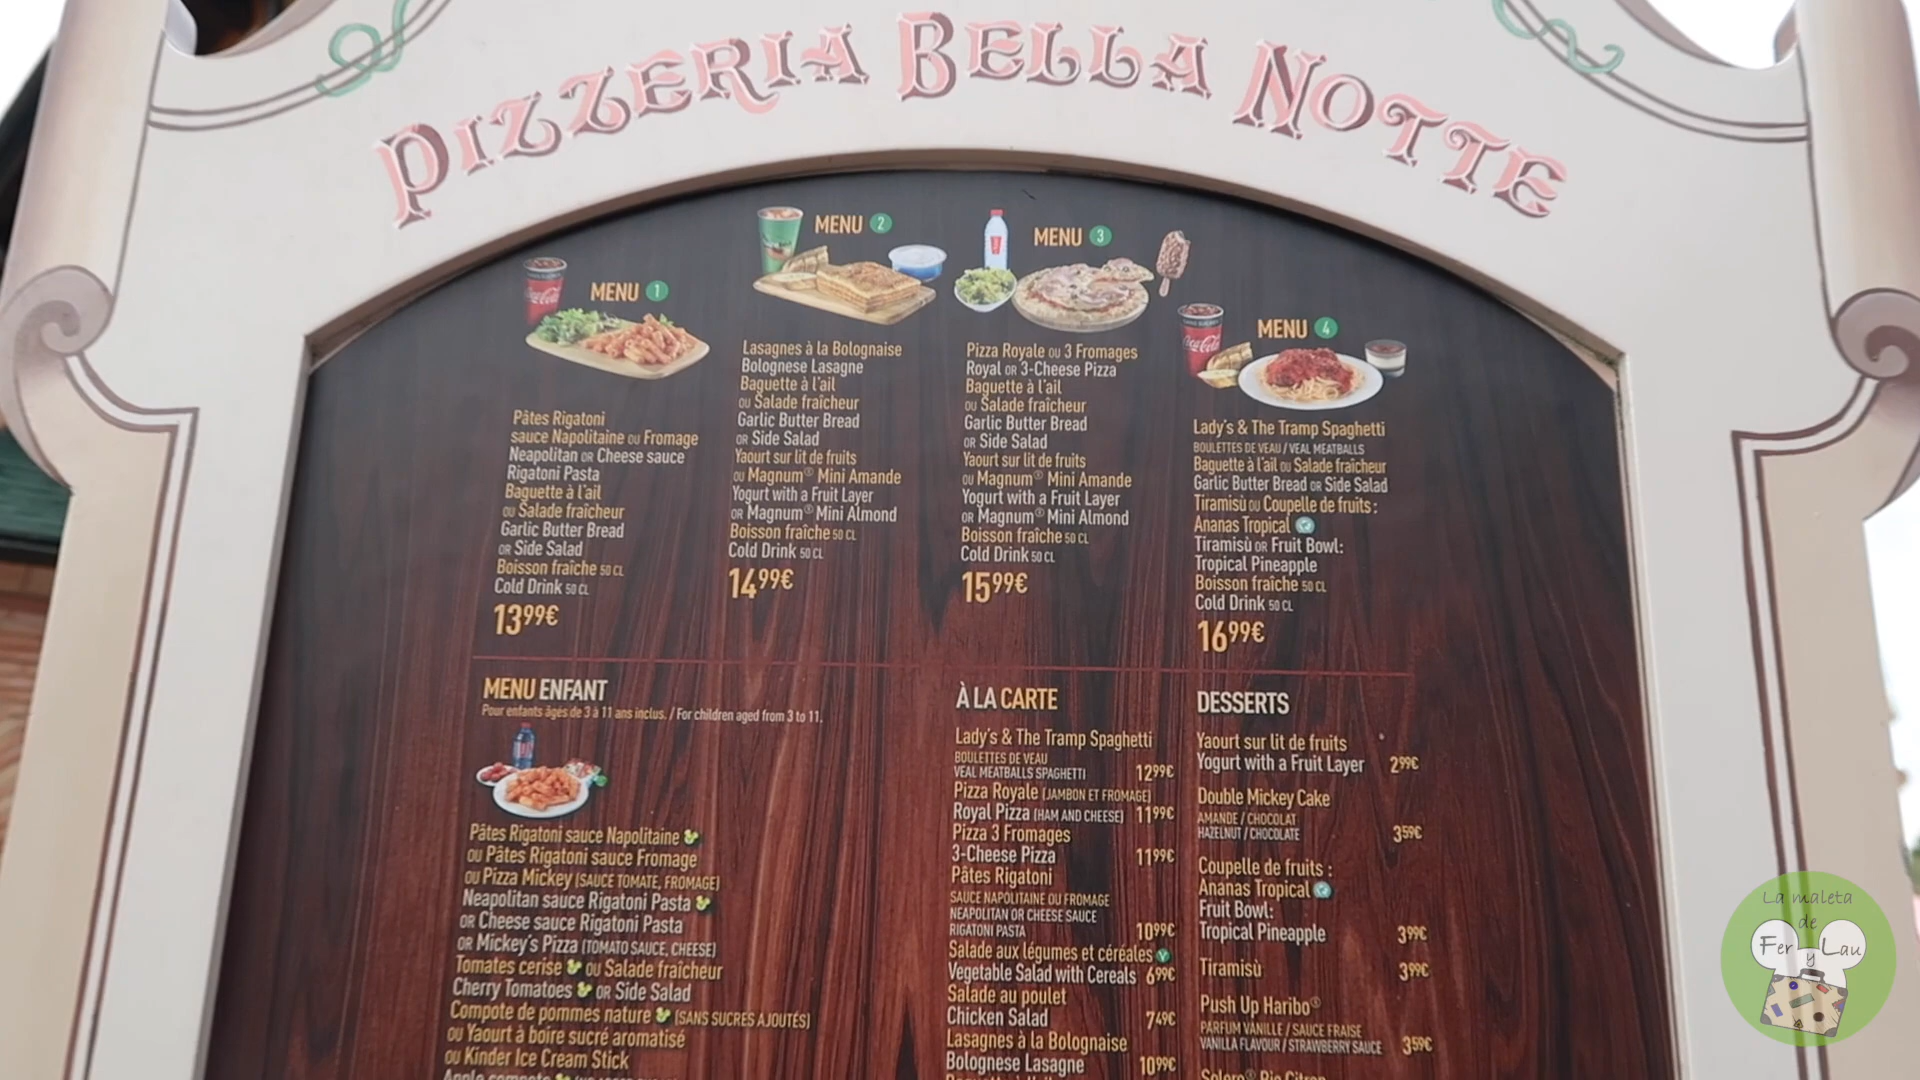 PIZZERIA BELLA NOTTE
MENU 1
Pâtes Rigatoni
sauce Napolitaine OU Fromage
Neapolitan OR Cheese sauce
Rigatoni Pasta
Baguette à l'ail
OU Salade fraîcheur
Garlic Butter Bread
OR Side Salad
Boisson fraîche 50 CL
Cold Drink 50 CL
13,99€
MENU 2
Lasagnes à la Bolognaise
Bolognese Lasagne
Baguette à l'ail
OU Salade fraîcheur
Garlic Butter Bread
OR Side Salad
Yaourt sur lit de fruits
OU Magnum® Mini Amande
Yogurt with a Fruit Layer
OR Magnum® Mini Almond
Boisson fraîche 50 CL
Cold Drink 50 CL
14,99€
MENU 3
Pizza Royale OU 3 Fromages
Royal OR 3-Cheese Pizza
Baguette à l'ail
OU Salade fraîcheur
Garlic Butter Bread
OR Side Salad
Yaourt sur lit de fruits
OU Magnum® Mini Amande
Yogurt with a Fruit Layer
OR Magnum® Mini Almond
Boisson fraîche 50 CL
Cold Drink 50 CL
15,99€
MENU 4
Coca-Cola
Lady's & The Tramp Spaghetti
BOULETTES DE VEAU / VEAL MEATBALLS
Baguette à l'ail OU Salade fraîcheur
Garlic Butter Bread OR Side Salad
Tiramisù OU Coupelle de fruits :
Ananas Tropical
Tiramisù OR Fruit Bowl:
Tropical Pineapple
Boisson fraîche 50 CL
Cold Drink 50 CL
16,99€
MENU ENFANT
Pour enfants âgés de 3 à 11 ans inclus. / For children aged from 3 to 11.
Pâtes Rigatoni sauce Napolitaine
OU Pâtes Rigatoni sauce Fromage
OU Pizza Mickey (SAUCE TOMATE, FROMAGE)
Neapolitan sauce Rigatoni Pasta
OR Cheese sauce Rigatoni Pasta
OR Mickey's Pizza (TOMATO SAUCE, CHEESE)
Tomates cerise OU Salade fraîcheur
Cherry Tomatoes OR Side Salad
Compote de pommes nature (SANS SUCRES AJOUTÉS)
OU Yaourt à boire sucré aromatisé
OU Kinder Ice Cream Stick
Apple compote
À LA CARTE
Lady's & The Tramp Spaghetti
BOULETTES DE VEAU
VEAL MEATBALLS SPAGHETTI 12,99€
Pizza Royale (JAMBON ET FROMAGE)
Royal Pizza (HAM AND CHEESE) 11,99€
Pizza 3 Fromages
3-Cheese Pizza 11,99€
Pâtes Rigatoni
SAUCE NAPOLITAINE OU FROMAGE
NEAPOLITAN OR CHEESE SAUCE
RIGATONI PASTA 10,99€
Salade aux légumes et céréales V
Vegetable Salad with Cereals 6,99€
Salade au poulet
Chicken Salad 7,49€
Lasagnes à la Bolognaise
Bolognese Lasagne 10,99€
DESSERTS
Yaourt sur lit de fruits
Yogurt with a Fruit Layer 2,99€
Double Mickey Cake
AMANDE / CHOCOLAT
HAZELNUT / CHOCOLATE 3,59€
Coupelle de fruits :
Ananas Tropical
Fruit Bowl:
Tropical Pineapple 3,99€
Tiramisù 3,99€
Push Up Haribo®
PARFUM VANILLE / SAUCE FRAISE
VANILLA FLAVOUR / STRAWBERRY SAUCE 3,59€
La maleta
de
Fer y Lau